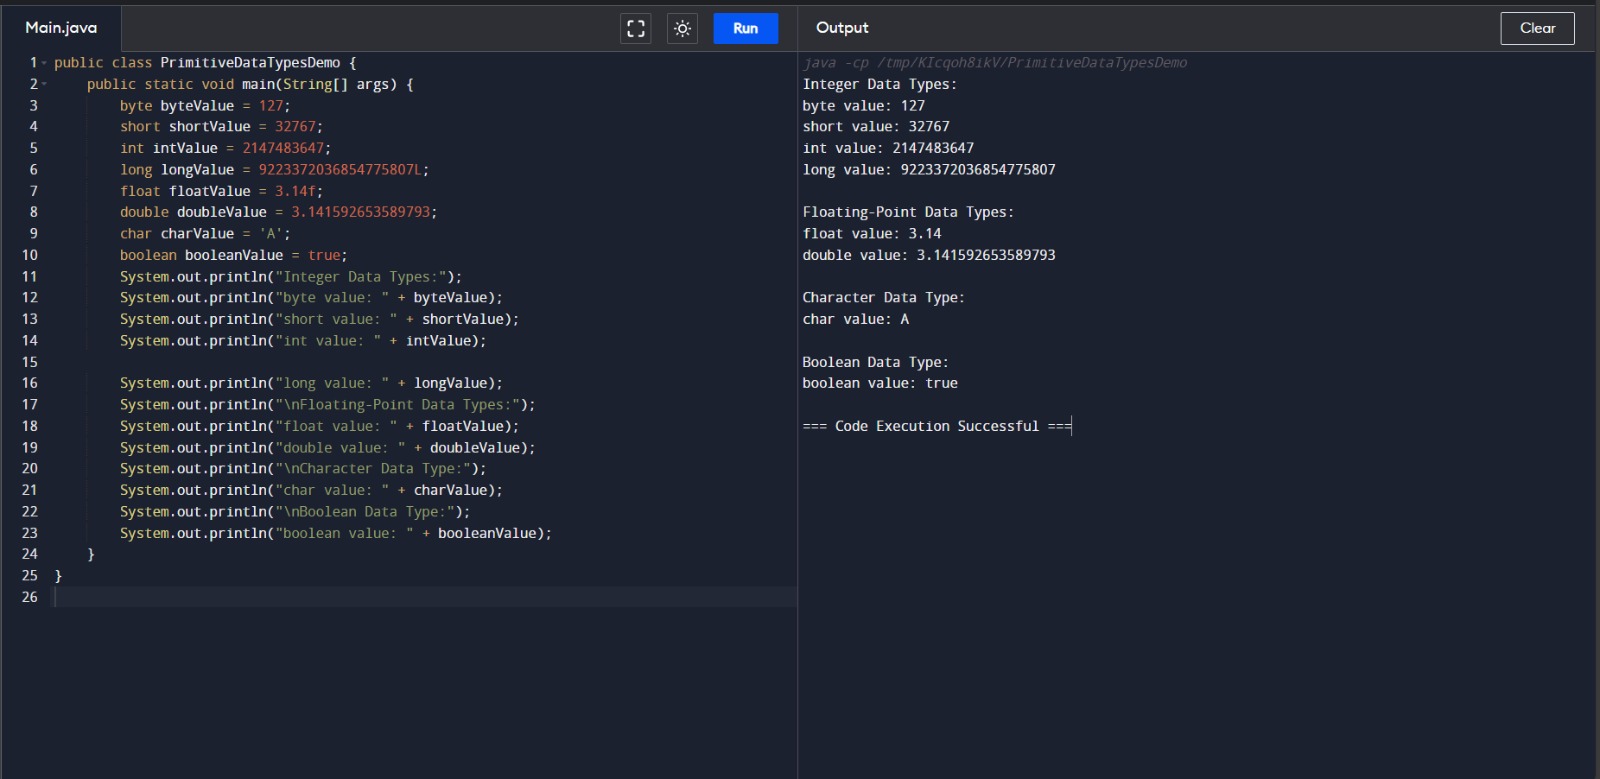 Main.java
Run
Output
Clear
1 public class PrimitiveDataTypesDemo {
2     public static void main(String[] args) {
3         byte byteValue = 127;
4         short shortValue = 32767;
5         int intValue = 2147483647;
6         long longValue = 9223372036854775807L;
7         float floatValue = 3.14f;
8         double doubleValue = 3.141592653589793;
9         char charValue = 'A';
10         boolean booleanValue = true;
11         System.out.println("Integer Data Types:");
12         System.out.println("byte value: " + byteValue);
13         System.out.println("short value: " + shortValue);
14         System.out.println("int value: " + intValue);
15
16         System.out.println("long value: " + longValue);
17         System.out.println("\nFloating-Point Data Types:");
18         System.out.println("float value: " + floatValue);
19         System.out.println("double value: " + doubleValue);
20         System.out.println("\nCharacter Data Type:");
21         System.out.println("char value: " + charValue);
22         System.out.println("\nBoolean Data Type:");
23         System.out.println("boolean value: " + booleanValue);
24     }
25 }
26
java -cp /tmp/KIcqoh8ikV/PrimitiveDataTypesDemo
Integer Data Types:
byte value: 127
short value: 32767
int value: 2147483647
long value: 9223372036854775807
Floating-Point Data Types:
float value: 3.14
double value: 3.141592653589793
Character Data Type:
char value: A
Boolean Data Type:
boolean value: true
=== Code Execution Successful ===